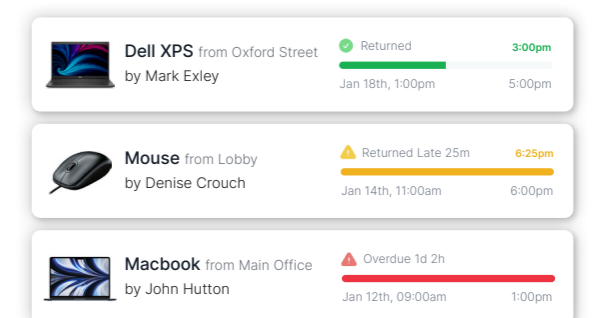 Dell XPS from Oxford Street
by Mark Exley
Returned 3:00pm
Jan 18th, 1:00pm 5:00pm
Mouse from Lobby
by Denise Crouch
Returned Late 25m 6:25pm
Jan 14th, 11:00am 6:00pm
Macbook from Main Office
by John Hutton
Overdue 1d 2h
Jan 12th, 09:00am 1:00pm